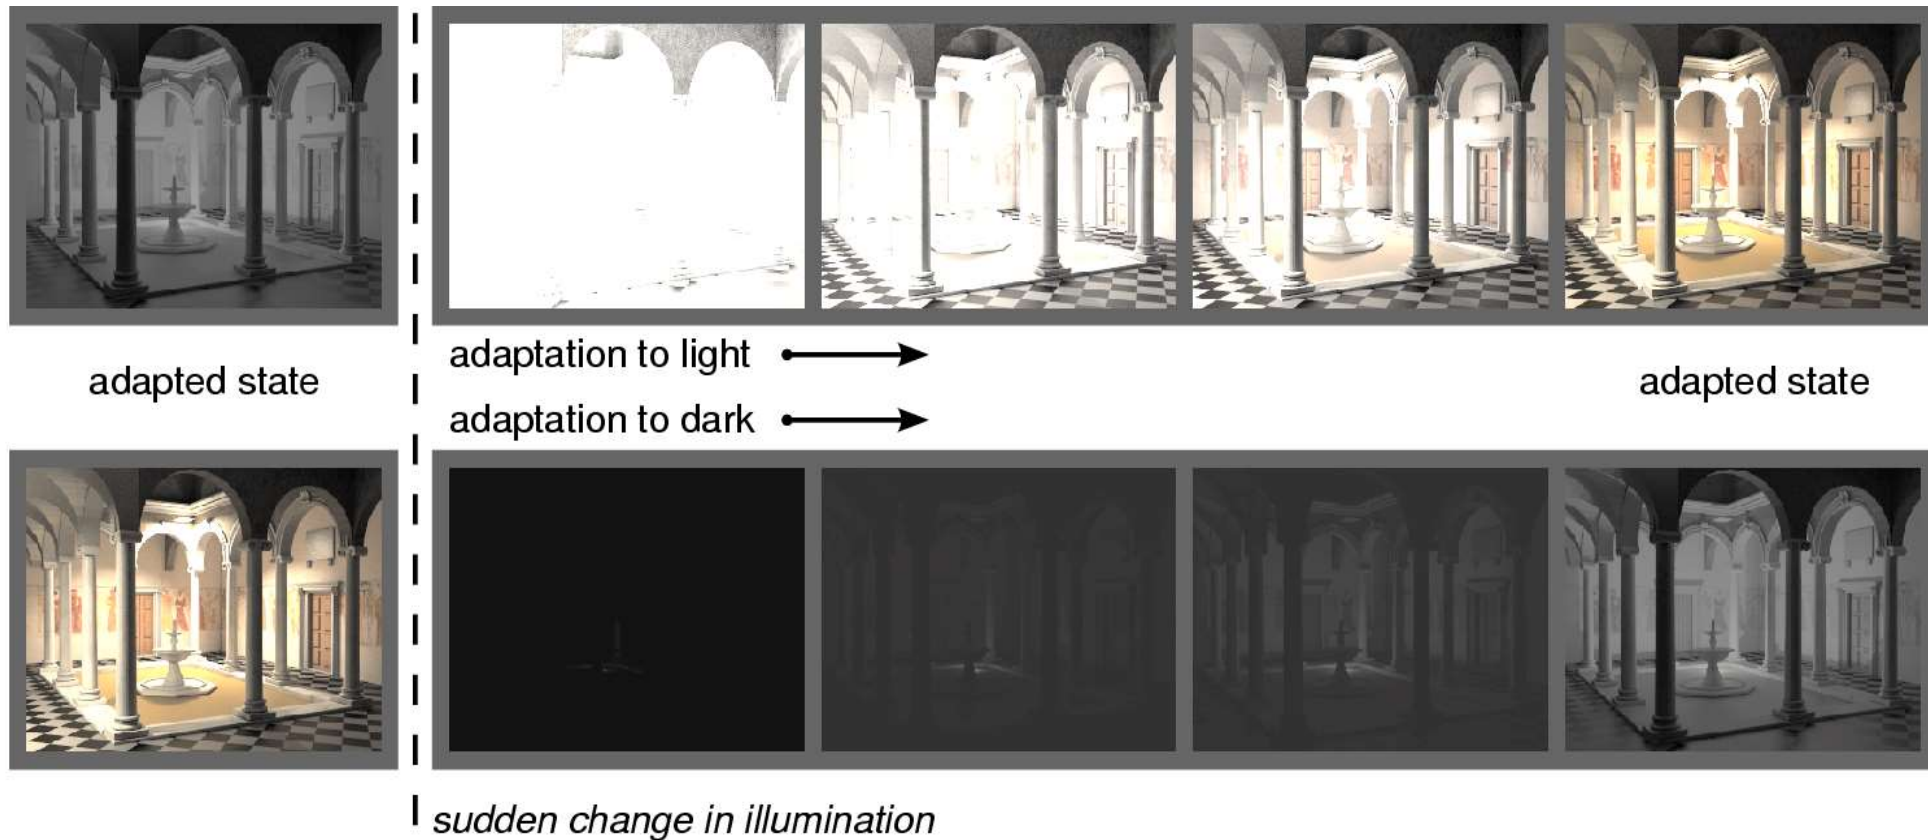 adapted state
adaptation to light
adaptation to dark
adapted state
sudden change in illumination